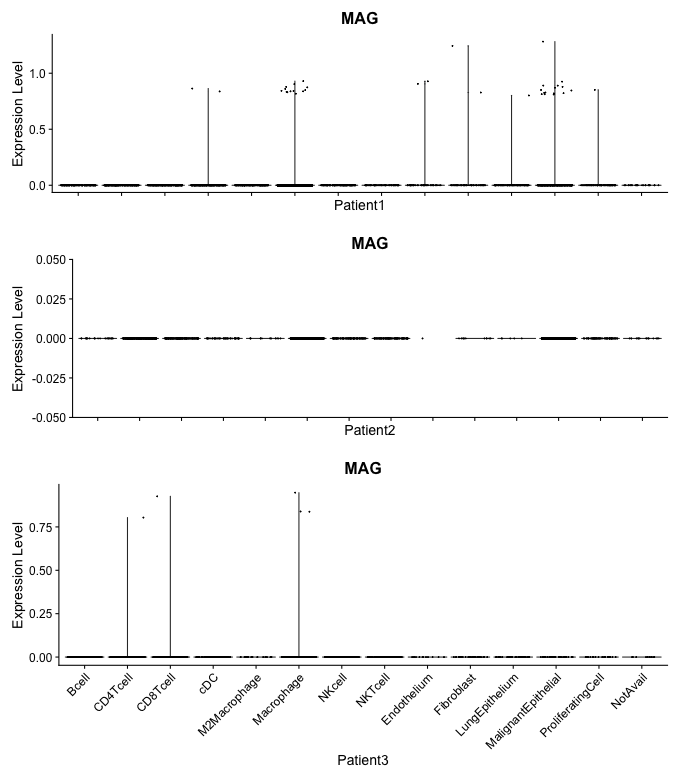 MAG
Expression Level
1.0
0.5
0.0
Patient1
MAG
Expression Level
0.050
0.025
0.000
-0.025
-0.050
Patient2
MAG
Expression Level
0.75
0.50
0.25
0.00
Bcell
CD4Tcell
CD8Tcell
cDC
M2Macrophage
Macrophage
NKcell
NKTcell
Endothelium
Fibroblast
LungEpithelium
MalignantEpithelial
ProliferatingCell
NotAvail
Patient3